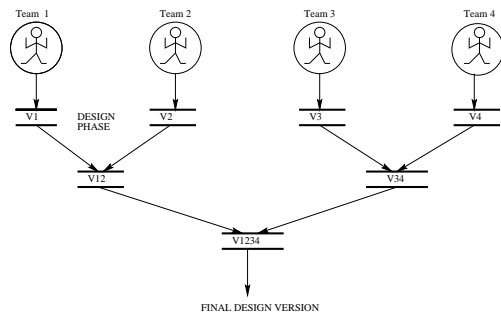 Team 1
Team 2
Team 3
Team 4
V1
DESIGN
PHASE
V2
V3
V4
V12
V34
V1234
FINAL DESIGN VERSION